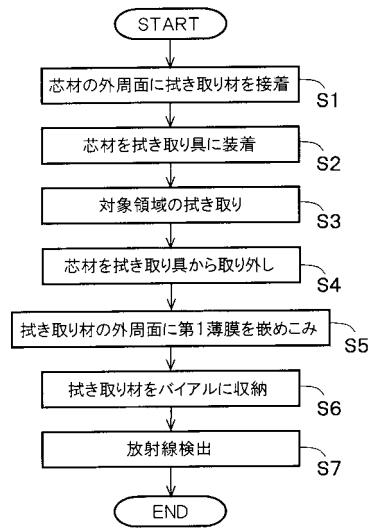 START
芯材の外周面に拭き取り材を接着
S1
芯材を拭き取り具に装着
S2
対象領域の拭き取り
S3
芯材を拭き取り具から取り外し
S4
拭き取り材の外周面に第1薄膜を嵌めこみ
S5
拭き取り材をバイアルに収納
S6
放射線検出
S7
END